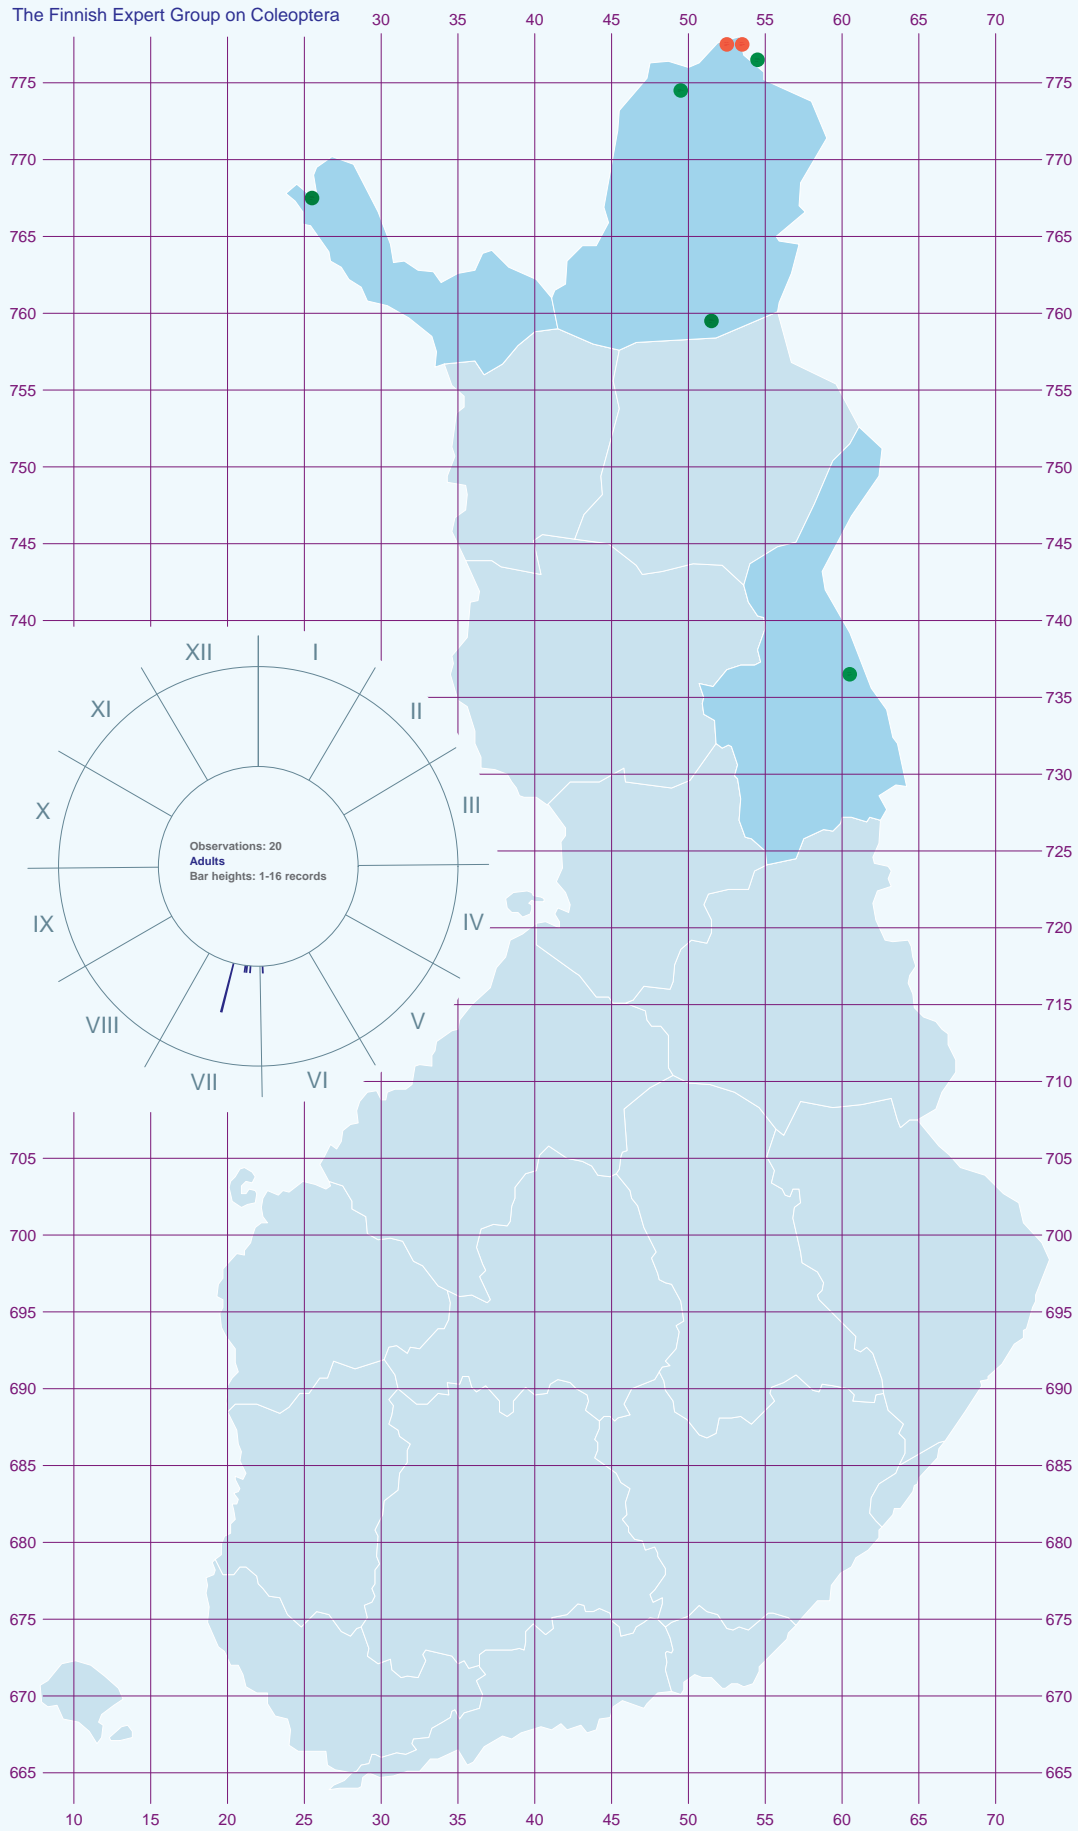 The Finnish Expert Group on Coleoptera 30 35 40 45 50 55 60 65 70
775 775
770 770
765 765
760 760
755 755
750 750
745 745
740 740
XII I
XI II
735
730
X III
Observations: 20
Adults
Bar heights: 1-16 records
725
IX IV
720
715
VIII V
VII VI
710
705 705
700 700
695 695
690 690
685 685
680 680
675 675
670 670
665 665
10 15 20 25 30 35 40 45 50 55 60 65 70